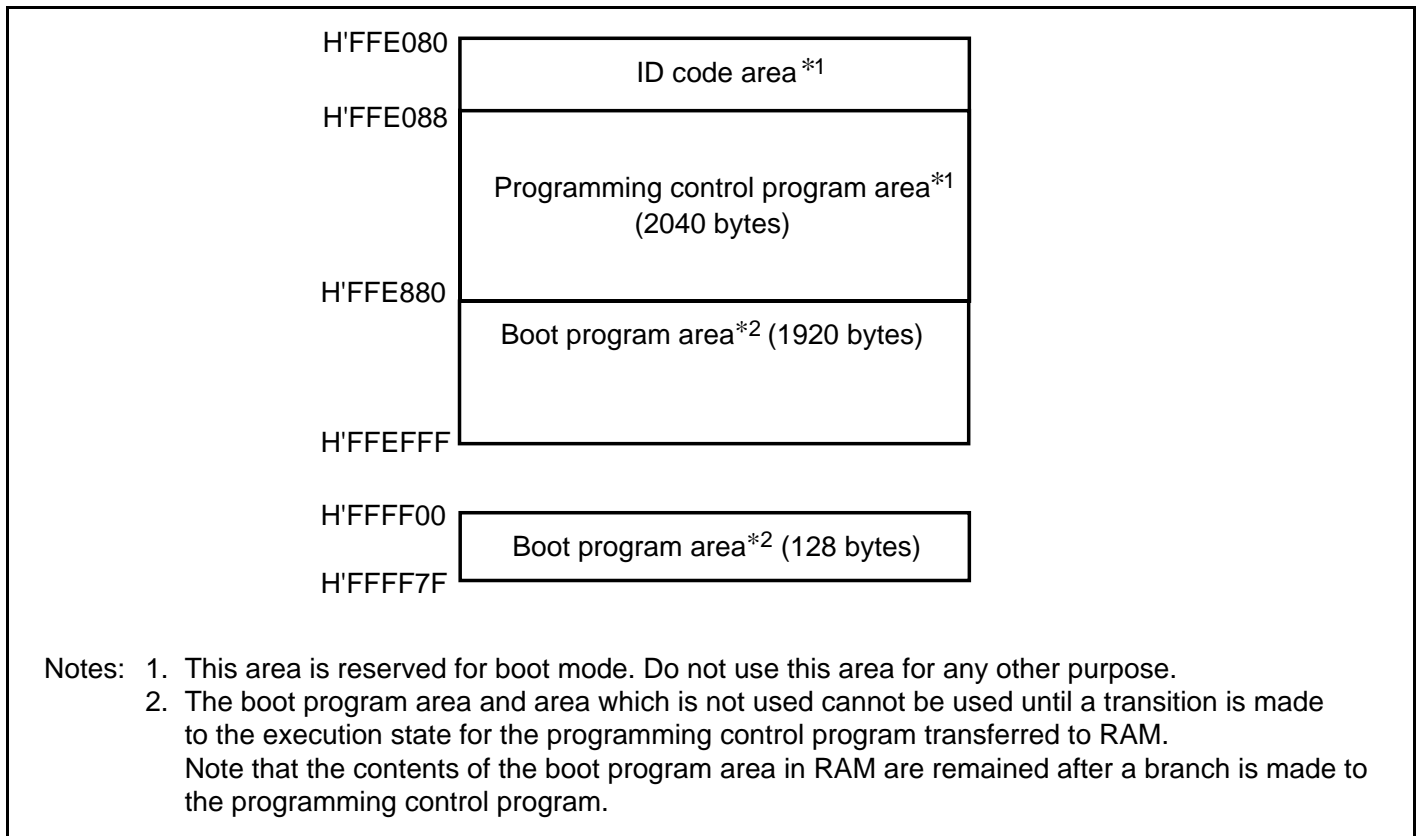 H'FFE080
ID code area*1
H'FFE088
Programming control program area*1
(2040 bytes)
H'FFE880
Boot program area*2 (1920 bytes)
H'FFEFFF
H'FFFF00
Boot program area*2 (128 bytes)
H'FFFF7F
Notes: 1. This area is reserved for boot mode. Do not use this area for any other purpose.
2. The boot program area and area which is not used cannot be used until a transition is made
to the execution state for the programming control program transferred to RAM.
Note that the contents of the boot program area in RAM are remained after a branch is made to
the programming control program.